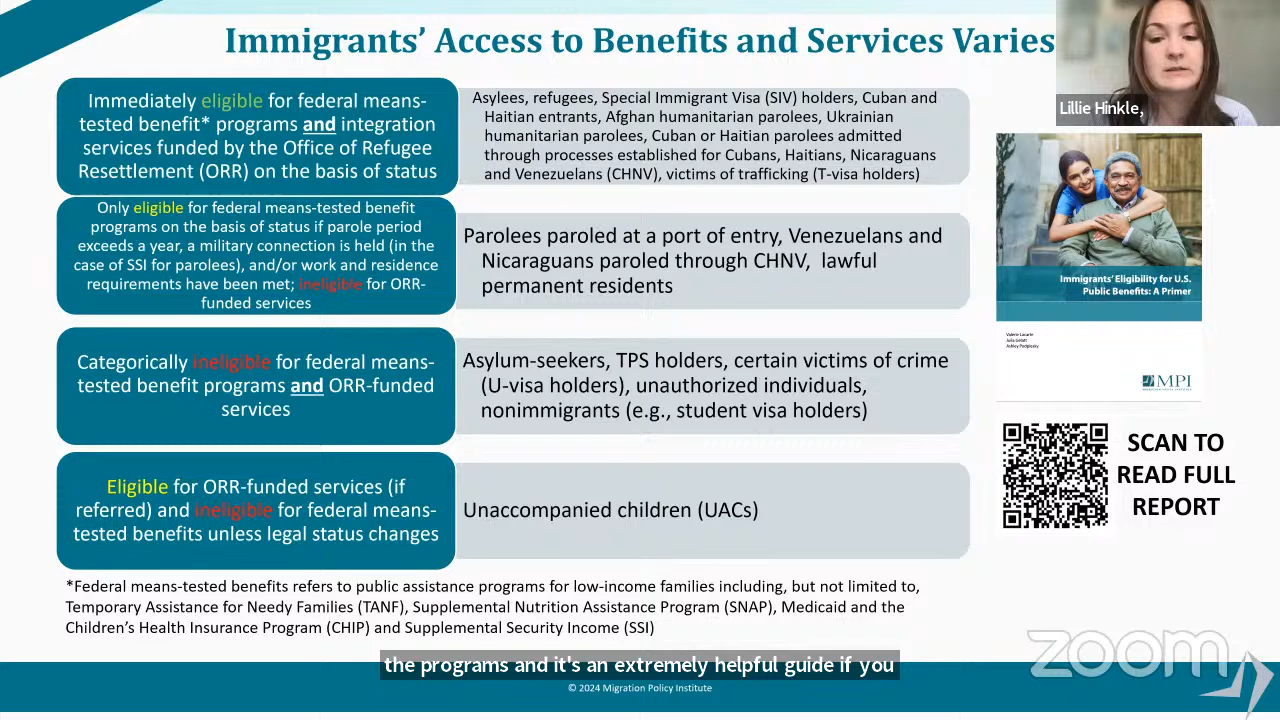 Immigrants’ Access to Benefits and Services Varies
Lillie Hinkle,
Immediately eligible for federal means-
tested benefit* programs and integration
services funded by the Office of Refugee
Resettlement (ORR) on the basis of status
Asylees, refugees, Special Immigrant Visa (SIV) holders, Cuban and
Haitian entrants, Afghan humanitarian parolees, Ukrainian
humanitarian parolees, Cuban or Haitian parolees admitted
through processes established for Cubans, Haitians, Nicaraguans
and Venezuelans (CHNV), victims of trafficking (T-visa holders)
Only eligible for federal means-tested benefit
programs on the basis of status if parole period
exceeds a year, a military connection is held (in the
case of SSI for parolees), and/or work and residence
requirements have been met; ineligible for ORR-
funded services
Parolees paroled at a port of entry, Venezuelans and
Nicaraguans paroled through CHNV, lawful
permanent residents
Categorically ineligible for federal means-
tested benefit programs and ORR-funded
services
Asylum-seekers, TPS holders, certain victims of crime
(U-visa holders), unauthorized individuals,
nonimmigrants (e.g., student visa holders)
Eligible for ORR-funded services (if
referred) and ineligible for federal means-
tested benefits unless legal status changes
Unaccompanied children (UACs)
Immigrants’ Eligibility for U.S.
Public Benefits: A Primer
MPI
SCAN TO
READ FULL
REPORT
*Federal means-tested benefits refers to public assistance programs for low-income families including, but not limited to,
Temporary Assistance for Needy Families (TANF), Supplemental Nutrition Assistance Program (SNAP), Medicaid and the
Children’s Health Insurance Program (CHIP) and Supplemental Security Income (SSI)
zoom
the programs and it's an extremely helpful guide if you
© 2024 Migration Policy Institute